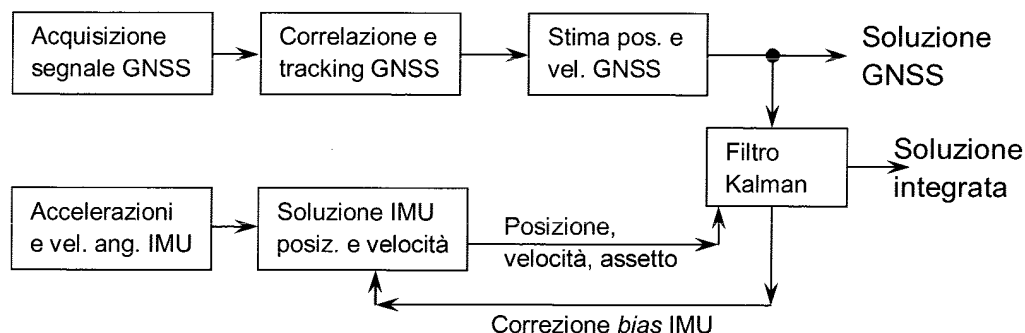 Acquisizione
segnale GNSS
Correlazione e
tracking GNSS
Stima pos. e
vel. GNSS
Soluzione
GNSS
Filtro
Kalman
Soluzione
integrata
Accelerazioni
e vel. ang. IMU
Soluzione IMU
posiz. e velocità
Posizione,
velocità, assetto
Correzione bias IMU